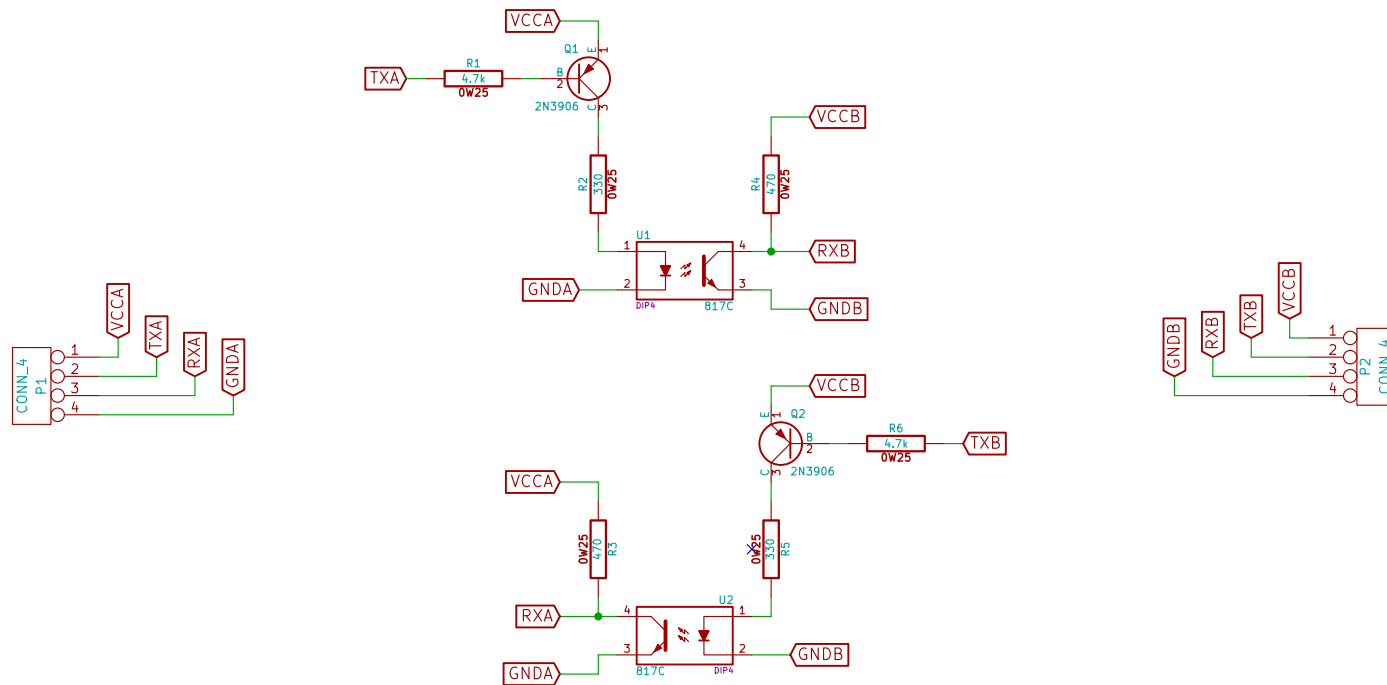 VCCA
Q1
E
1
TXA
R1
4.7k
0W25
B
2
2N3906
C
3
VCCB
R2
330
0W25
R4
470
0W25
U1
1
4
RXB
GNDA
2
3
DIP4
817C
GNDB
VCCA
TXA
RXA
GNDA
CONN_4
P1
1
2
3
4
GNDB
RXB
TXB
VCCB
1
2
3
4
P2
CONN_4
VCCB
E
1
Q2
B
2
R6
4.7k
0W25
TXB
C
3
2N3906
VCCA
0W25
470
R3
0W25
330
R5
U2
RXA
4
1
3
2
GNDB
GNDA
817C
DIP4